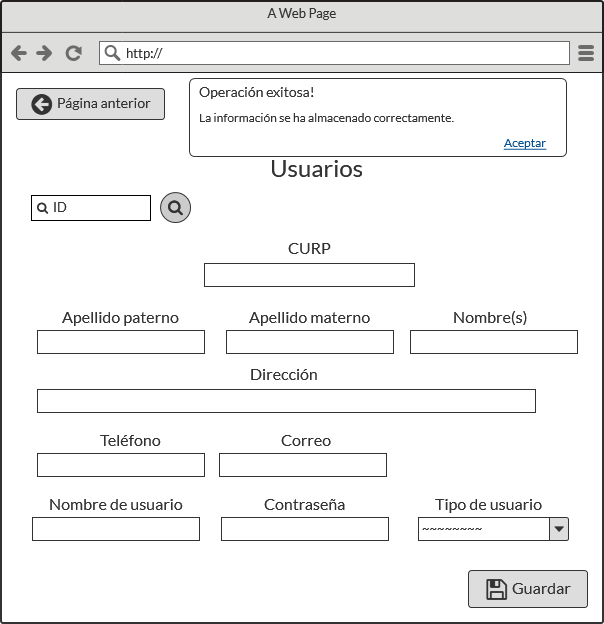 A Web Page
http://
Página anterior
Operación exitosa!
La información se ha almacenado correctamente.
Aceptar
Usuarios
ID
CURP
Apellido paterno Apellido materno Nombre(s)
Dirección
Teléfono Correo
Nombre de usuario Contraseña Tipo de usuario
~~~~~~~~
Guardar